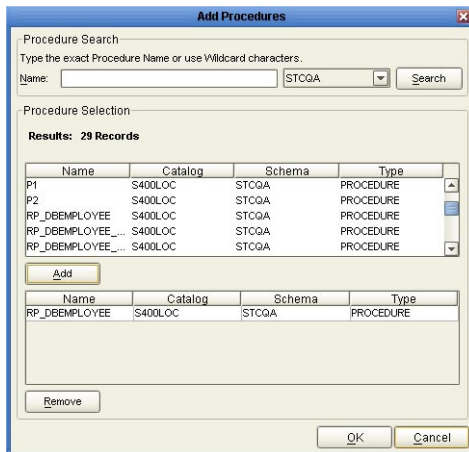 Add Procedures
Procedure Search
Type the exact Procedure Name or use Wildcard characters.
Name: STCQA Search
Procedure Selection
Results: 29 Records
Name Catalog Schema Type
P1 S400LOC STCQA PROCEDURE
P2 S400LOC STCQA PROCEDURE
RP_DBEMPLOYEE S400LOC STCQA PROCEDURE
RP_DBEMPLOYEE_... S400LOC STCQA PROCEDURE
RP_DBEMPLOYEE_... S400LOC STCQA PROCEDURE
Add
Name Catalog Schema Type
RP_DBEMPLOYEE S400LOC STCQA PROCEDURE
Remove
OK Cancel